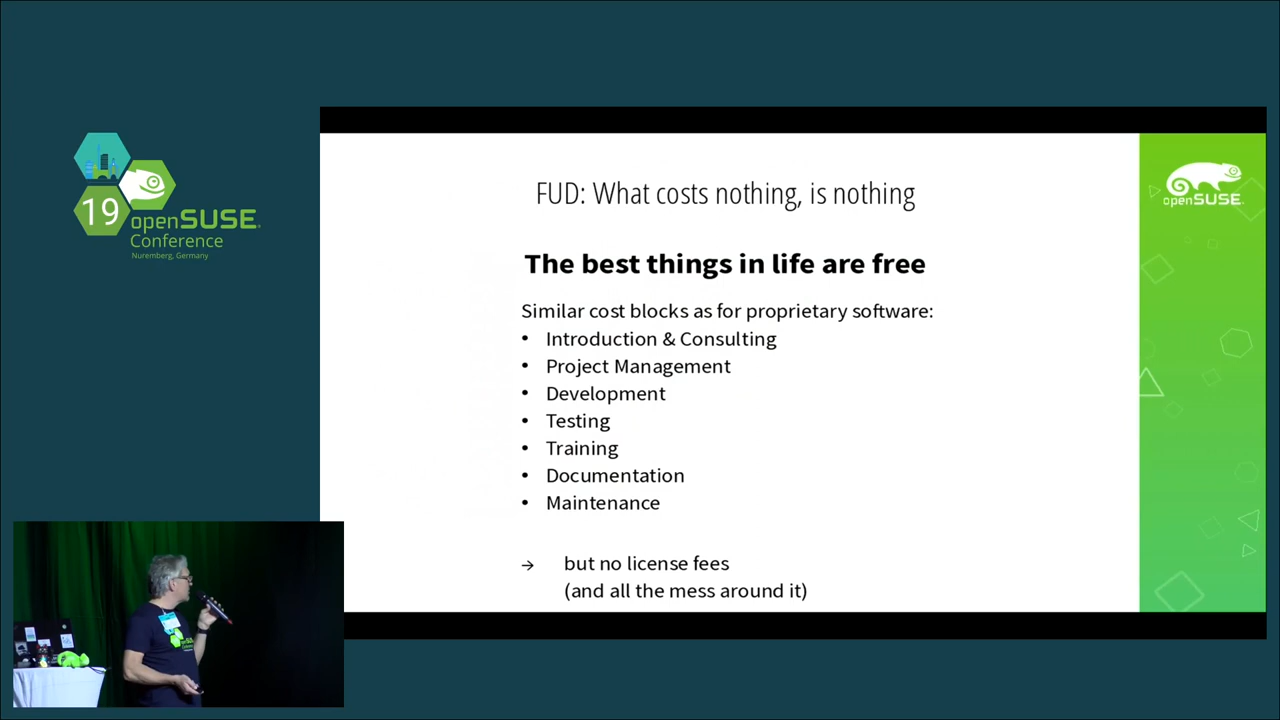 19
openSUSE
Conference
Nuremberg, Germany
openSUSE
FUD: What costs nothing, is nothing
The best things in life are free
Similar cost blocks as for proprietary software:
• Introduction & Consulting
• Project Management
• Development
• Testing
• Training
• Documentation
• Maintenance
→ but no license fees
(and all the mess around it)